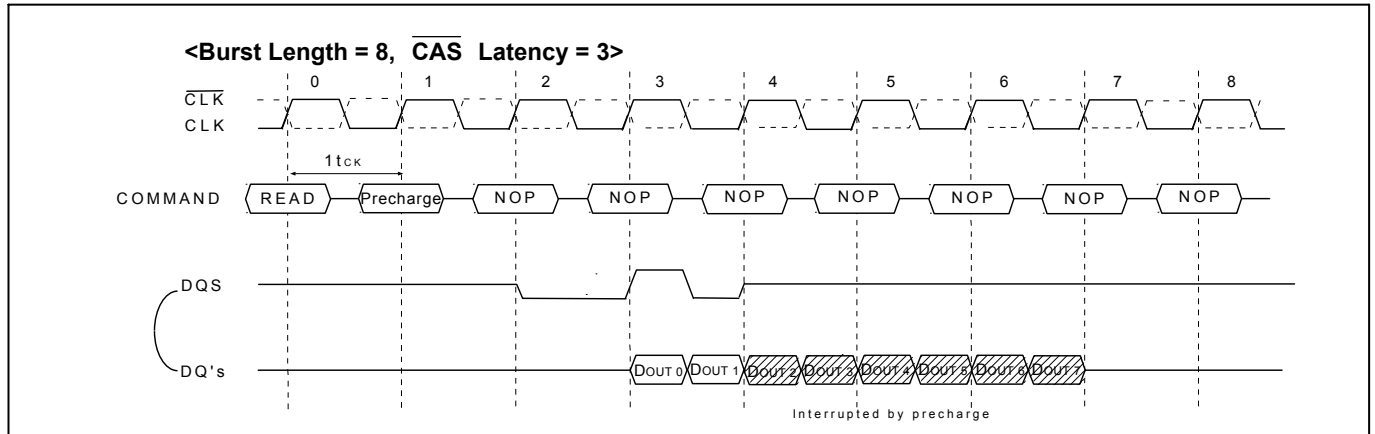 <Burst Length = 8, CAS Latency = 3>
0 1 2 3 4 5 6 7 8
CLK
CLK
1tCK
COMMAND READ Precharge NOP NOP NOP NOP NOP NOP NOP
DQS
DQ's DOUT 0 DOUT 1 DOUT 2 DOUT 3 DOUT 4 DOUT 5 DOUT 6 DOUT 7
Interrupted by precharge